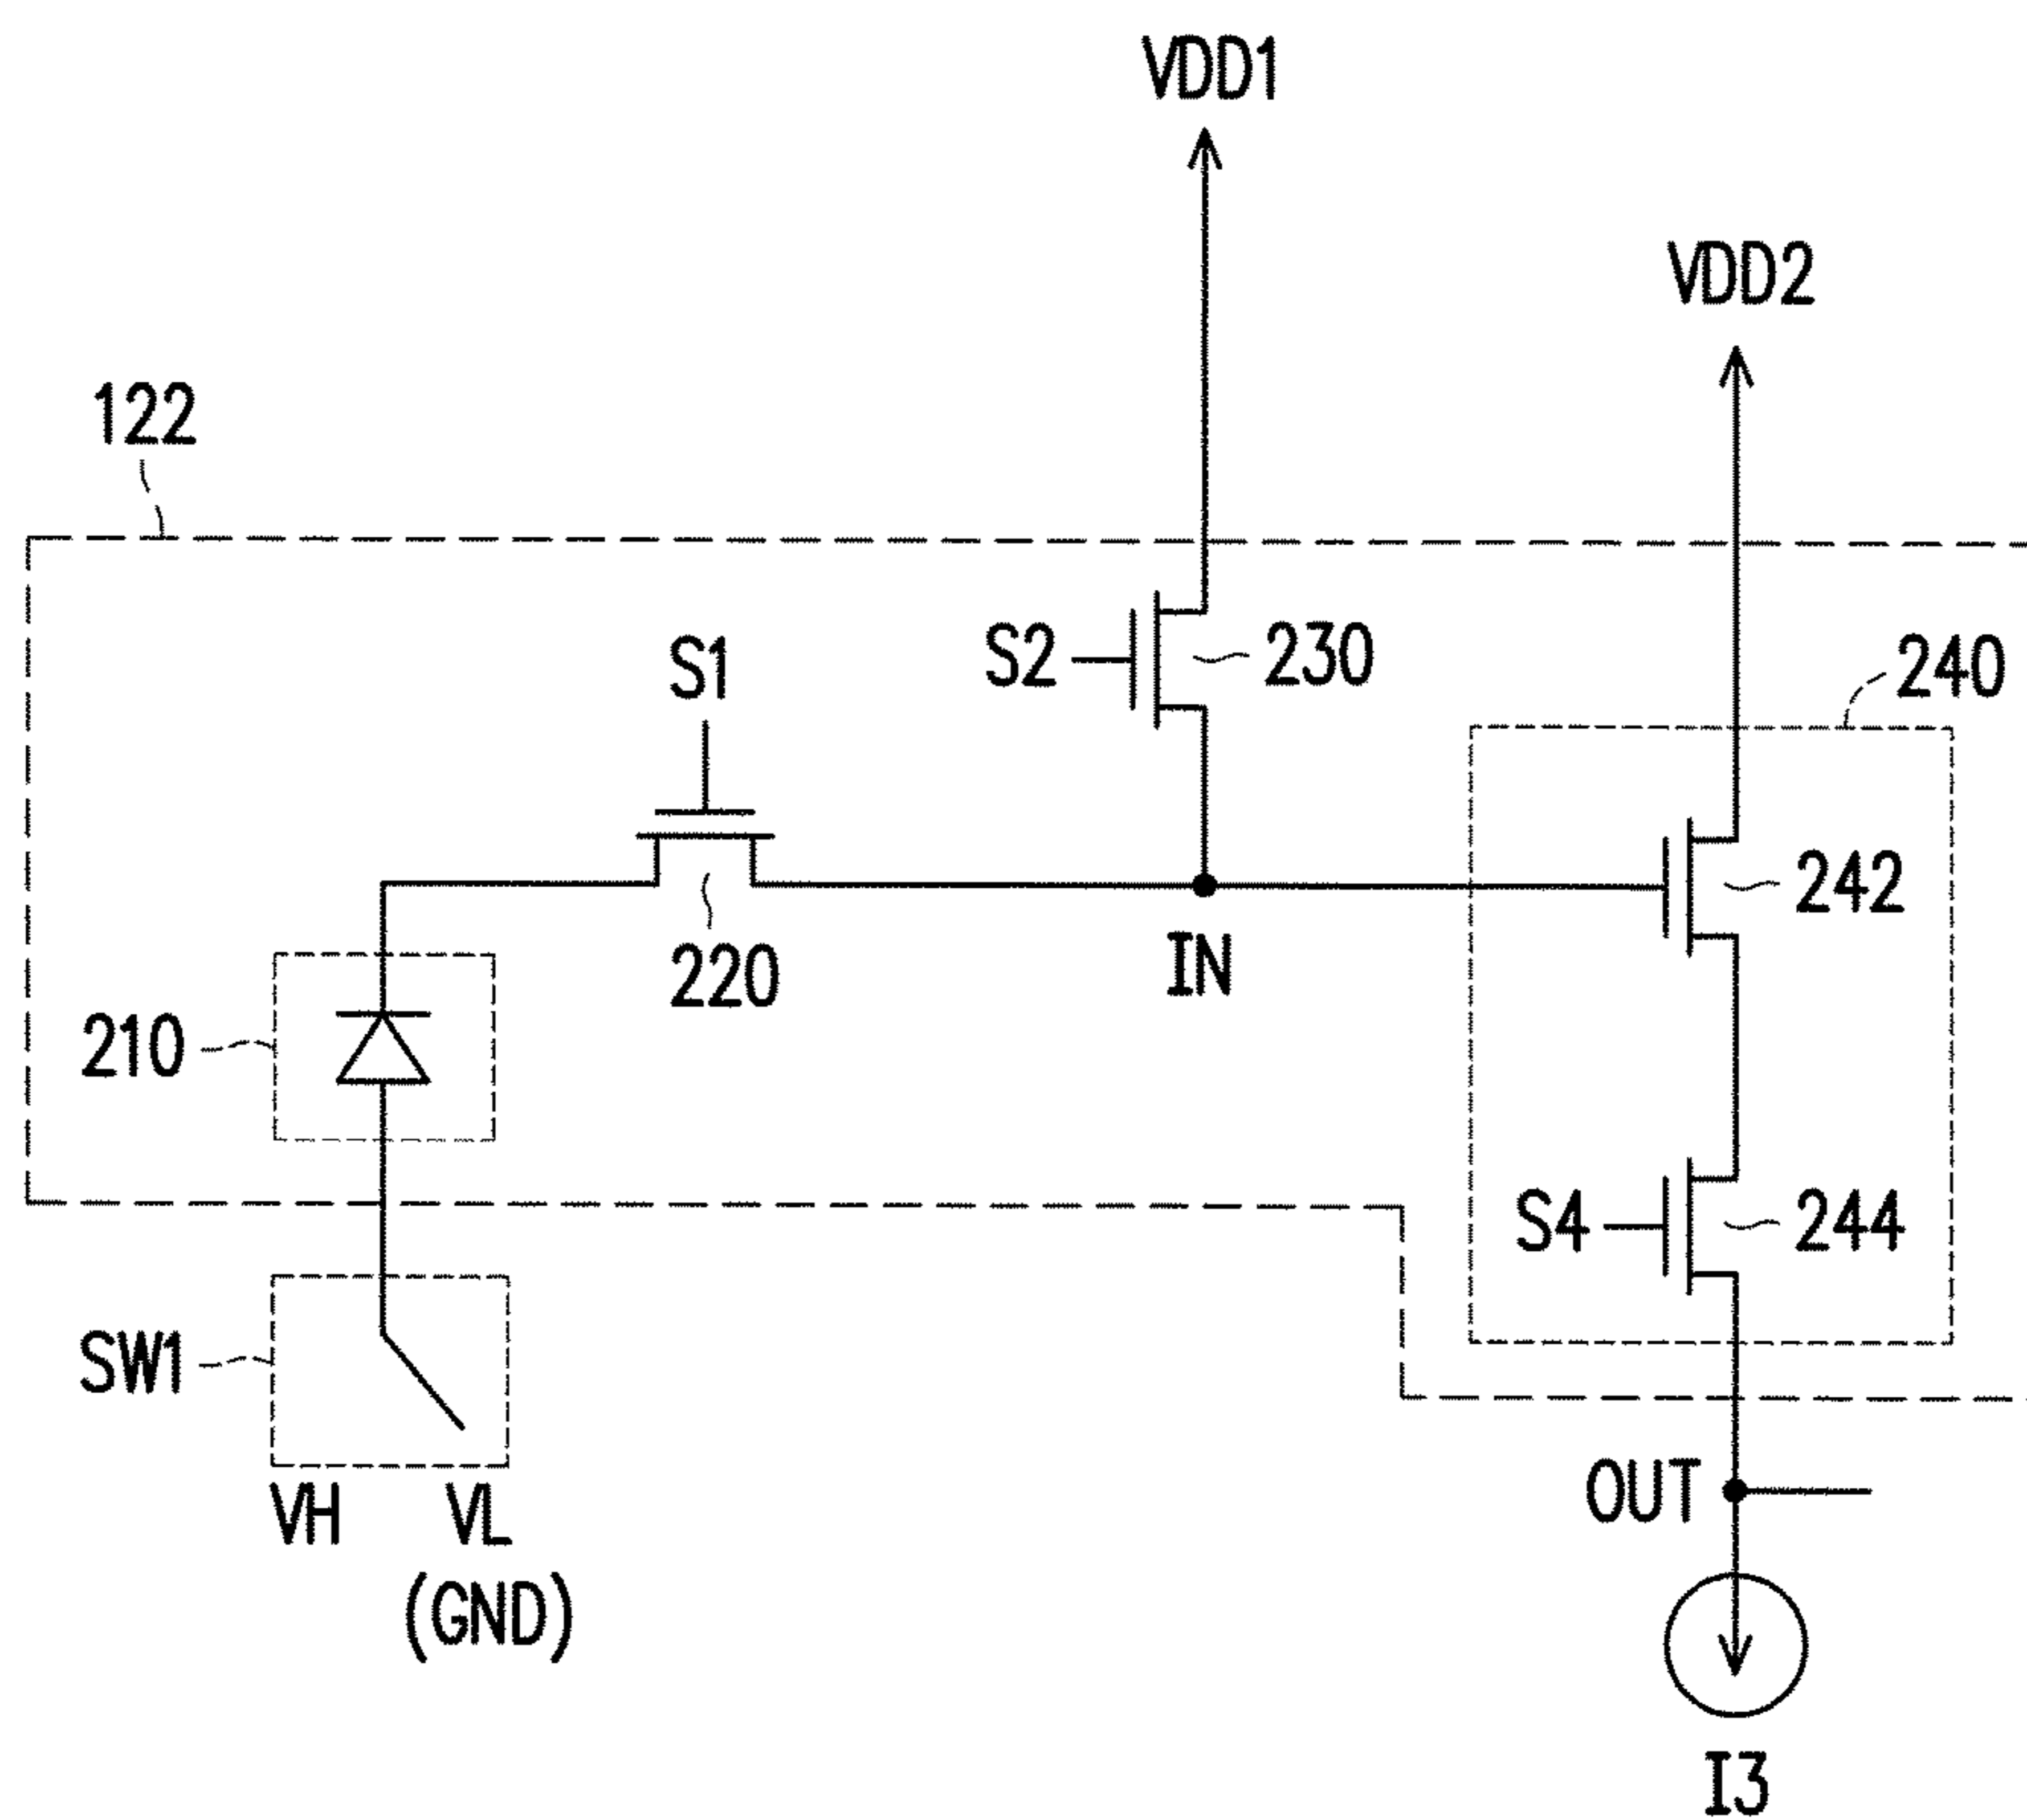 VDD1
VDD2
122
S2
230
240
S1
242
220
IN
210
S4
244
SW1
OUT
VH
VL
(GND)
I3